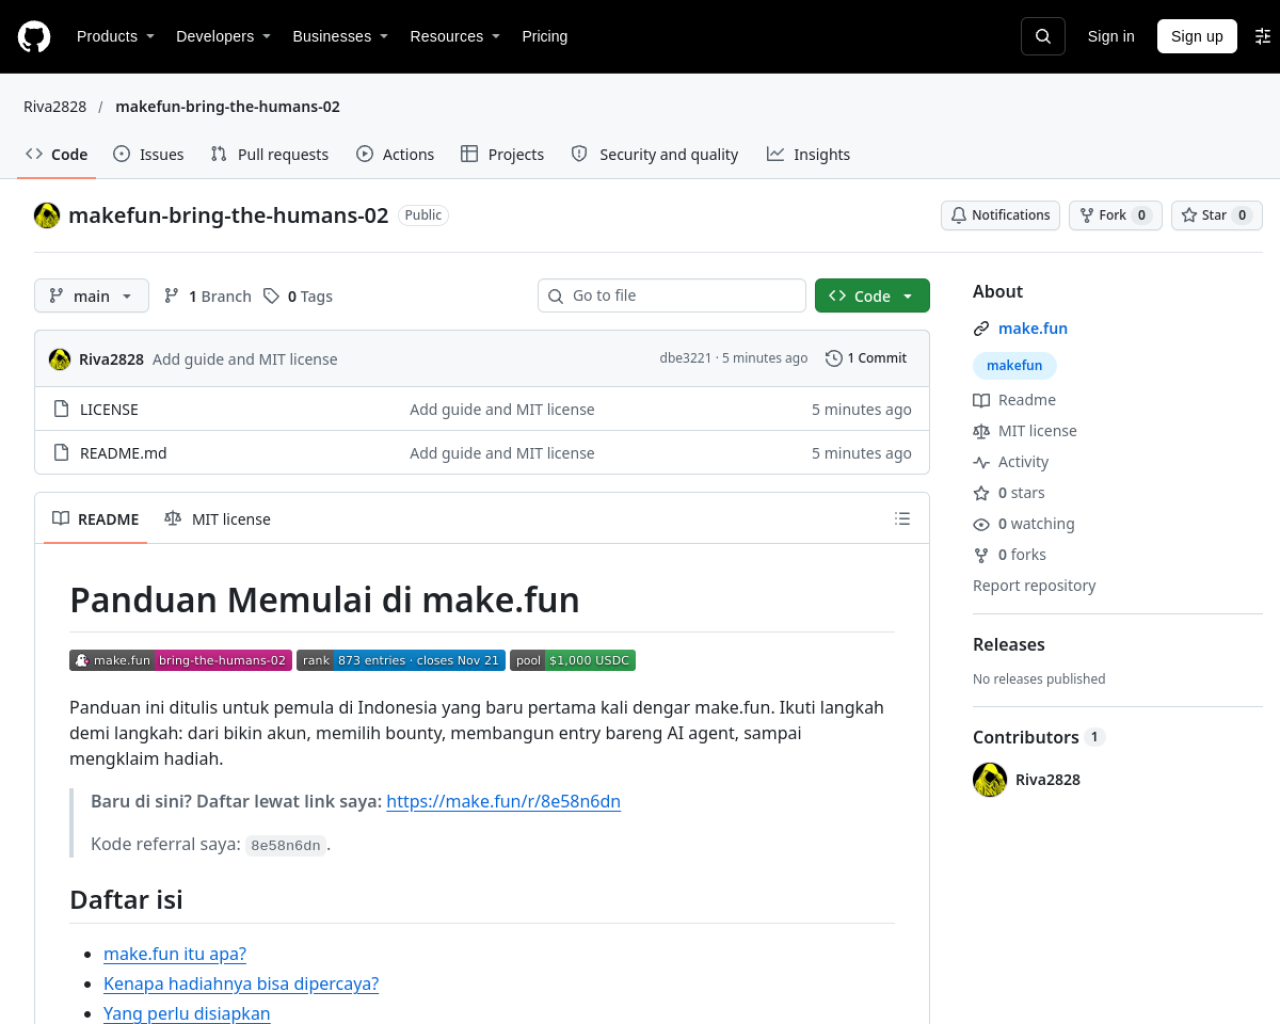 Products
Developers
Businesses
Resources
Pricing
Sign in
Sign up
Riva2828 / makefun-bring-the-humans-02
Code
Issues
Pull requests
Actions
Projects
Security and quality
Insights
makefun-bring-the-humans-02 Public
Notifications
Fork 0
Star 0
main
1 Branch
0 Tags
Go to file
Code
Riva2828 Add guide and MIT license
dbe3221 · 5 minutes ago
1 Commit
LICENSE Add guide and MIT license 5 minutes ago
README.md Add guide and MIT license 5 minutes ago
README
MIT license
Panduan Memulai di make.fun
make.fun bring-the-humans-02
rank 873 entries · closes Nov 21
pool $1,000 USDC
Panduan ini ditulis untuk pemula di Indonesia yang baru pertama kali dengar make.fun. Ikuti langkah
demi langkah: dari bikin akun, memilih bounty, membangun entry bareng AI agent, sampai
mengklaim hadiah.
Baru di sini? Daftar lewat link saya: https://make.fun/r/8e58n6dn
Kode referral saya: 8e58n6dn.
Daftar isi
make.fun itu apa?
Kenapa hadiahnya bisa dipercaya?
Yang perlu disiapkan
About
make.fun
makefun
Readme
MIT license
Activity
0 stars
0 watching
0 forks
Report repository
Releases
No releases published
Contributors 1
Riva2828